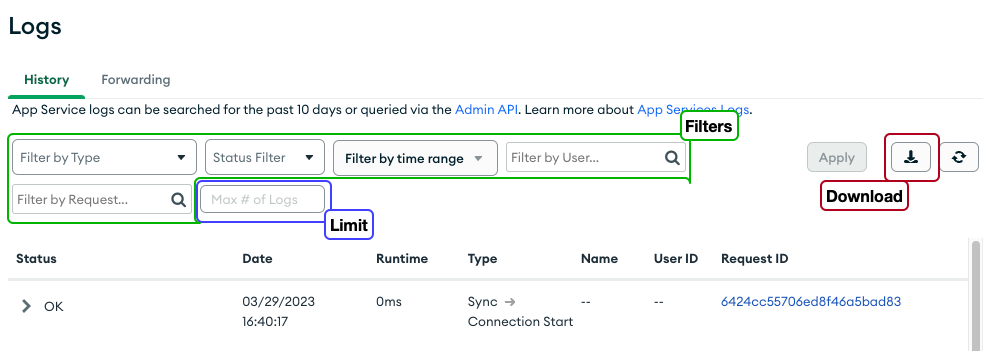 Logs
History Forwarding
App Service logs can be searched for the past 10 days or queried via the Admin API. Learn more about App Services Logs.
Filters
Filter by Type Status Filter Filter by time range Filter by User... Apply
Filter by Request... Max # of Logs Download
Limit
Status Date Runtime Type Name User ID Request ID
OK 03/29/2023 0ms Sync → -- -- 6424cc55706ed8f46a5bad83
16:40:17 Connection Start